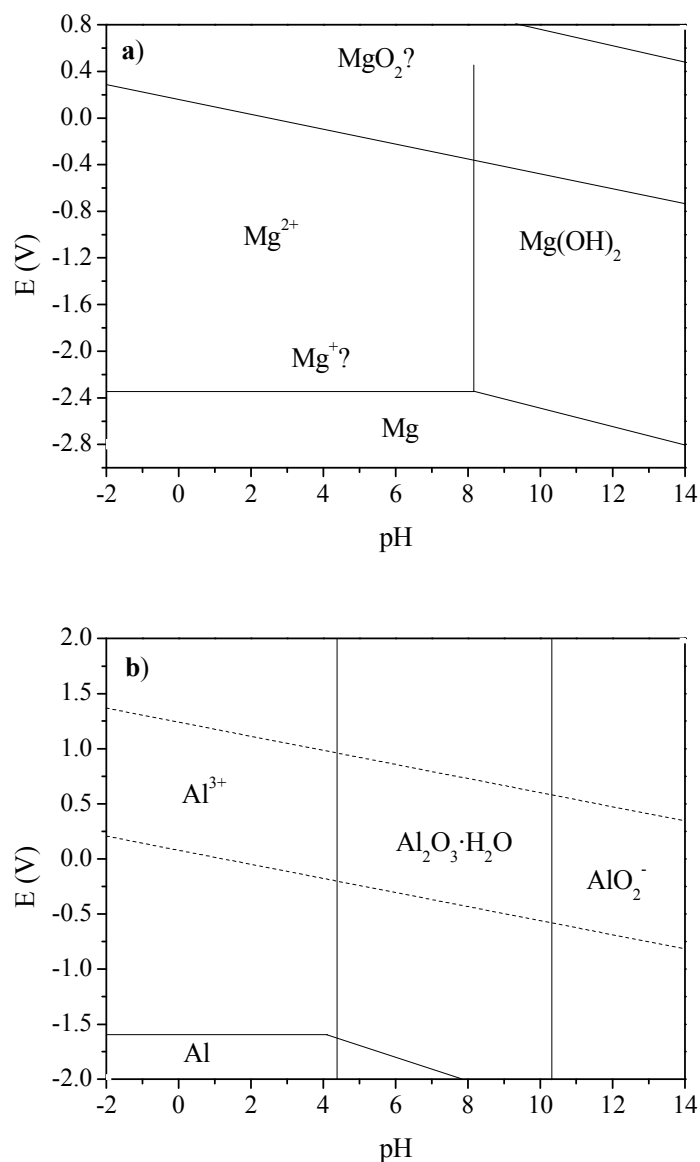 a)
0.8
0.4
0.0
-0.4
-0.8
-1.2
-1.6
-2.0
-2.4
-2.8
E (V)
MgO₂?
Mg²⁺
Mg(OH)₂
Mg⁺?
Mg
-2 0 2 4 6 8 10 12 14
pH
b)
2.0
1.5
1.0
0.5
0.0
-0.5
-1.0
-1.5
-2.0
E (V)
Al³⁺
Al₂O₃·H₂O
AlO₂⁻
Al
-2 0 2 4 6 8 10 12 14
pH